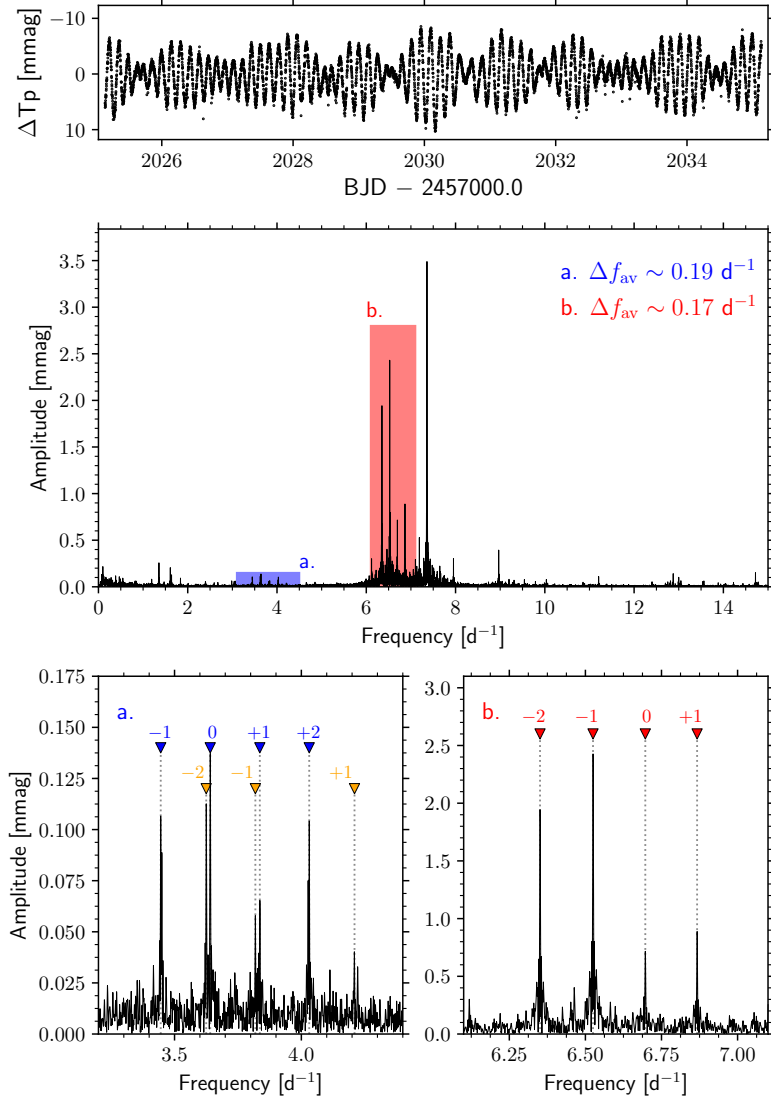 −10
0
10
ΔTp [mmag]
2026 2028 2030 2032 2034
BJD − 2457000.0
3.5
3.0
2.5
2.0
1.5
1.0
0.5
0.0
Amplitude [mmag]
a. Δf_av ∼ 0.19 d⁻¹
b. Δf_av ∼ 0.17 d⁻¹
b.
a.
0 2 4 6 8 10 12 14
Frequency [d⁻¹]
0.175
0.150
0.125
0.100
0.075
0.050
0.025
0.000
Amplitude [mmag]
a.
−1 0 +1 +2
−2 −1 +1
3.5 4.0
Frequency [d⁻¹]
3.0
2.5
2.0
1.5
1.0
0.5
0.0
b.
−2 −1 0 +1
6.25 6.50 6.75 7.00
Frequency [d⁻¹]